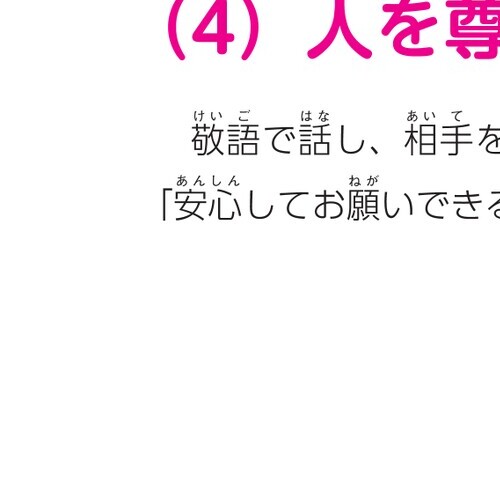 (4) 人を尊
けい ご はな あい て
敬語で話し、相手を
あんしん ねが
「安心してお願いできる